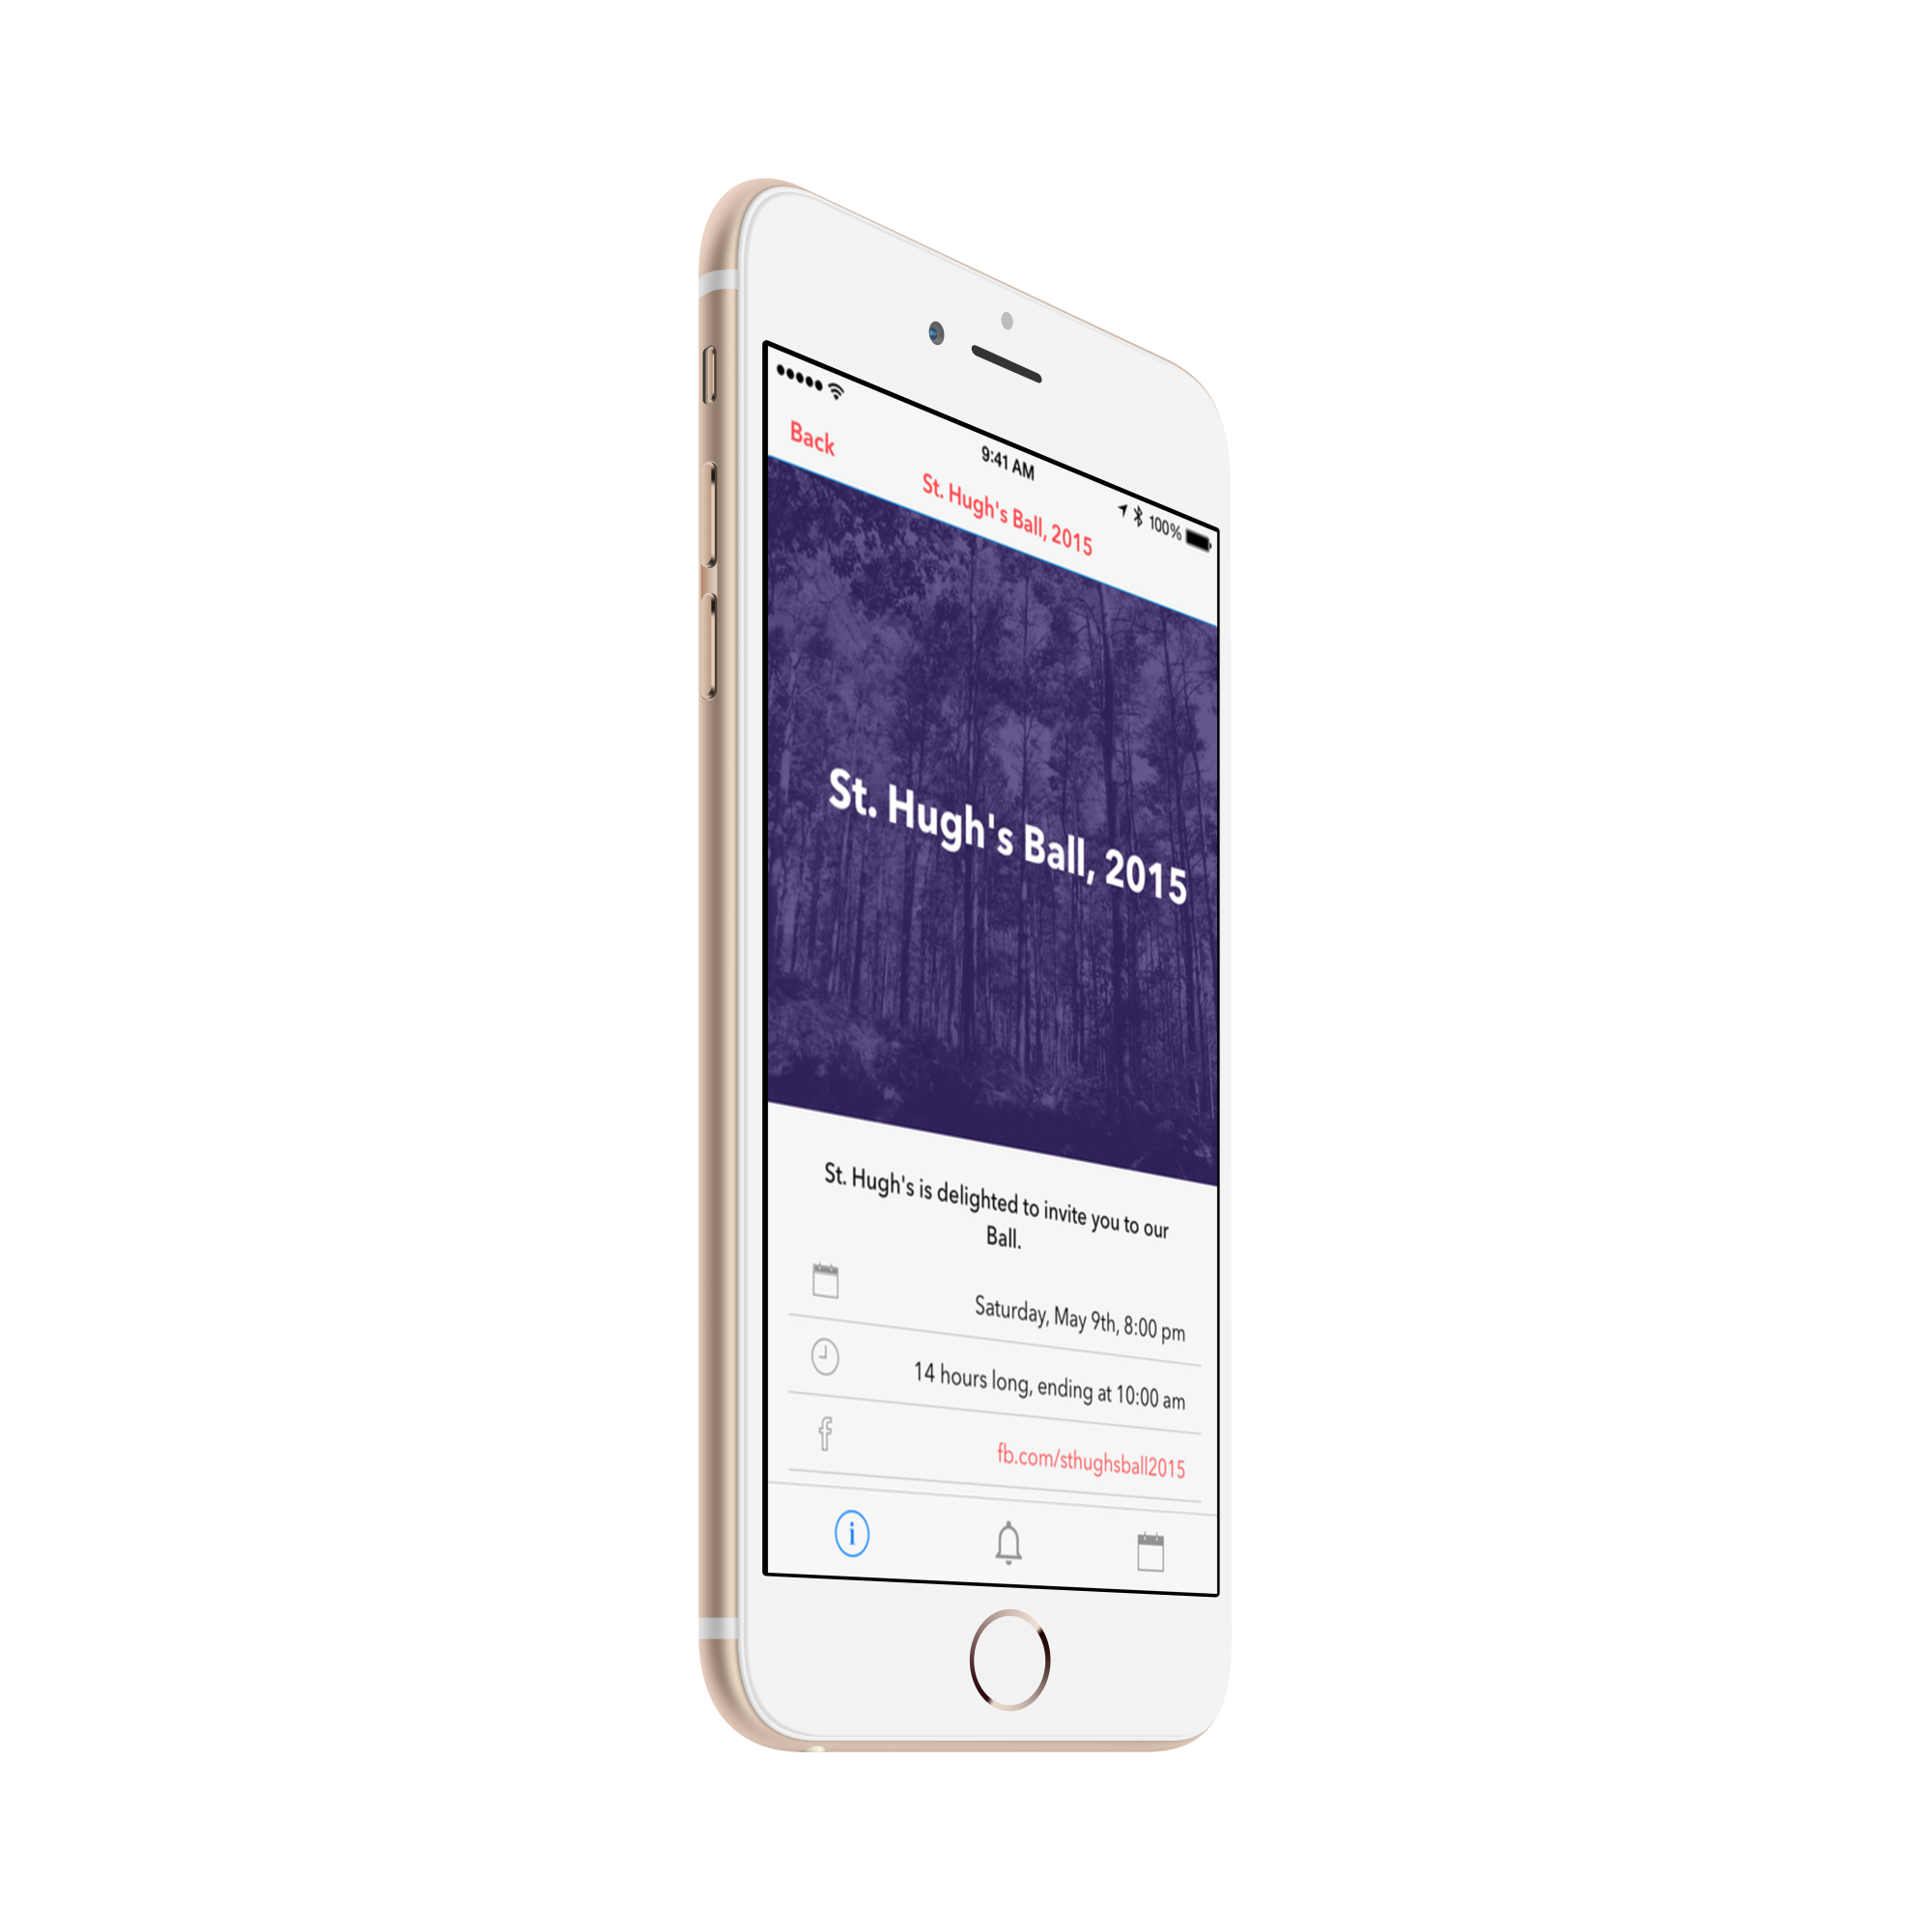 9:41 AM
100%
Back
St. Hugh's Ball, 2015
St. Hugh's Ball, 2015
St. Hugh's is delighted to invite you to our
Ball.
Saturday, May 9th, 8:00 pm
14 hours long, ending at 10:00 am
fb.com/sthughsball2015